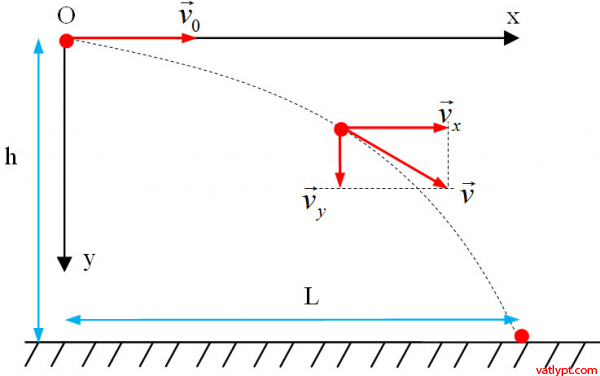 O
v⃗₀
x
v⃗ₓ
h
v⃗
v⃗ᵧ
y
L
vatlypt.com